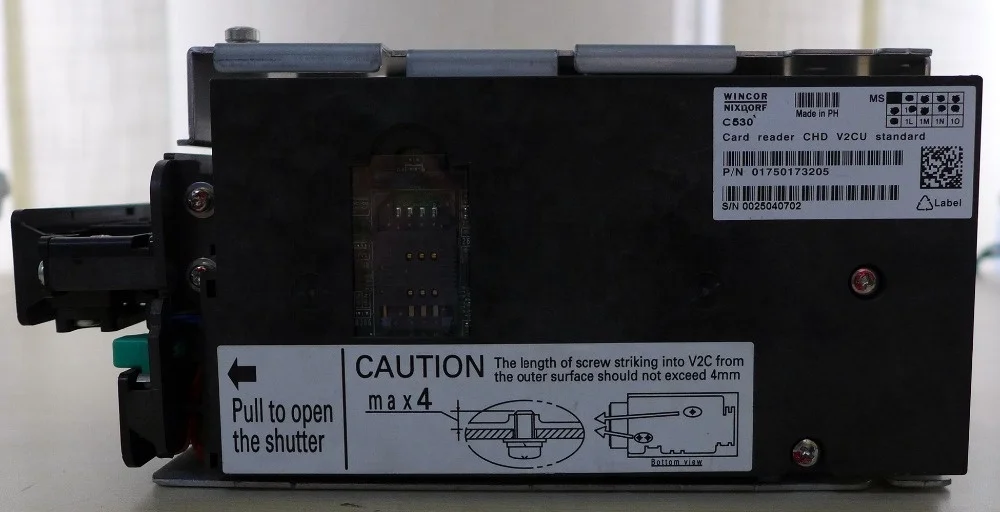 WINCOR
NIXDORF
Made in PH
MS
C530
1L 1M 1N 1O
Card reader CHD V2CU standard
P/N 01750173205
S/N 0025040702
Label
Pull to open
the shutter
CAUTION
The length of screw striking into V2C from
the outer surface should not exceed 4mm
max4
Bottom view